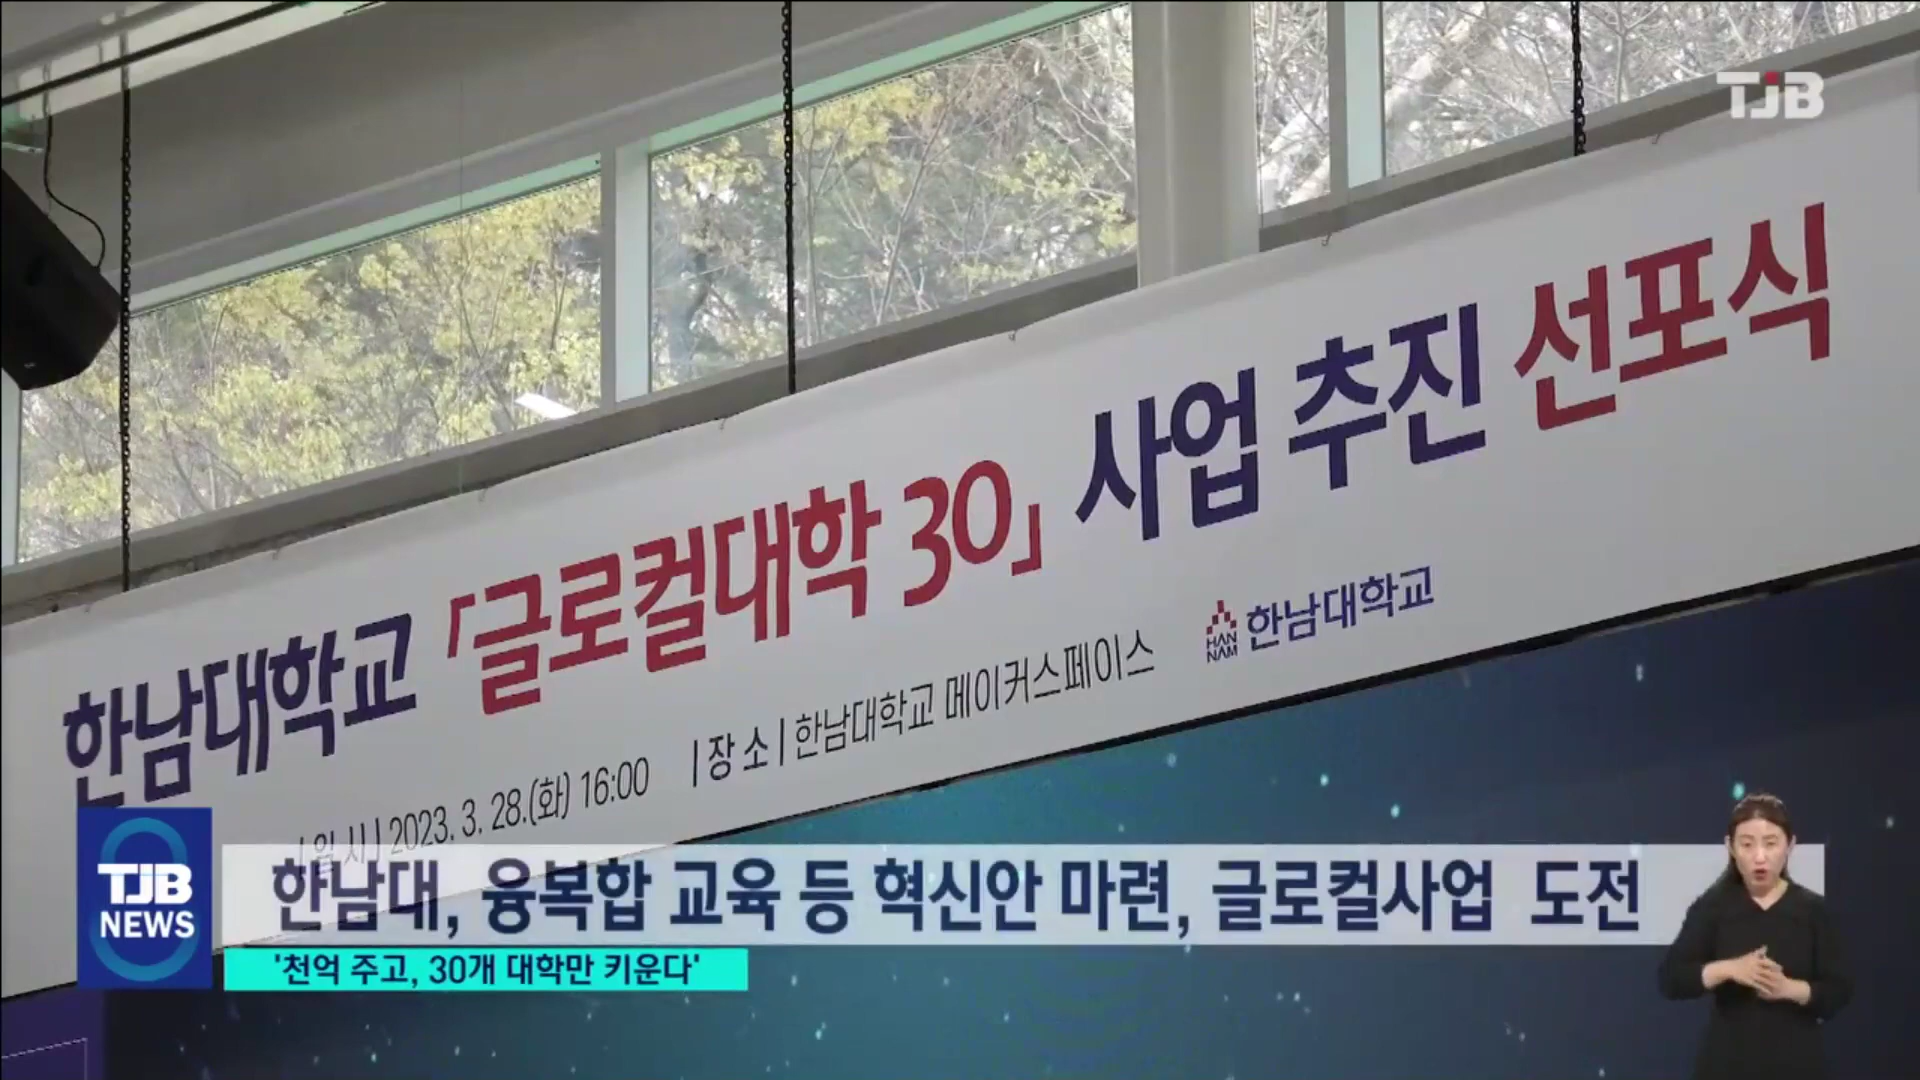 TJB
한남대학교 「글로컬대학 30」 사업 추진 선포식
| 일 시 | 2023. 3. 28.(화) 16:00 | 장 소 | 한남대학교 메이커스페이스
HAN NAM 한남대학교
TJB NEWS
한남대, 융복합 교육 등 혁신안 마련, 글로컬사업 도전
'천억 주고, 30개 대학만 키운다'